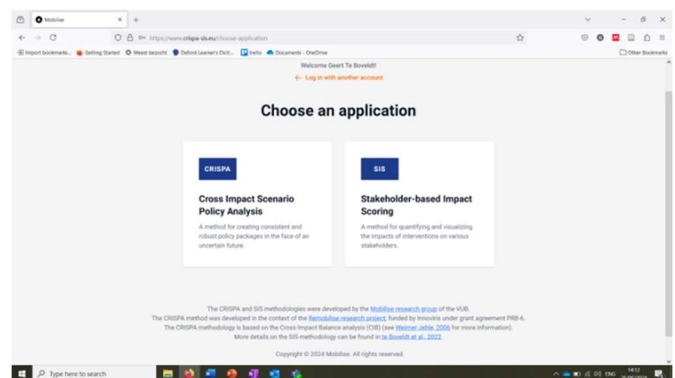 Mobilise
https://www.crispa-sis.eu/choose-application
Import bookmarks...
Getting Started
Meest bezocht
Oxford Learner's Dicti...
trello
Documents - OneDrive
Other Bookmarks
Welcome Geert Te Boveldt!
← Log in with another account
Choose an application
CRISPA
Cross Impact Scenario
Policy Analysis
A method for creating consistent and
robust policy packages in the face of an
uncertain future.
SIS
Stakeholder-based Impact
Scoring
A method for quantifying and visualizing
the impacts of interventions on various
stakeholders.
The CRISPA and SIS methodologies were developed by the Mobilise research group of the VUB.
The CRISPA method was developed in the context of the Remobilise research project, funded by Innoviris under grant agreement PRB-6.
The CRISPA methodology is based on the Cross Impact Balance analysis (CIB) (see Weimer-Jehle, 2006 for more information).
More details on the SIS-methodology can be found in te Boveldt et al., 2022.
Copyright © 2024 Mobilise. All rights reserved.
Type here to search
ENG
14:12